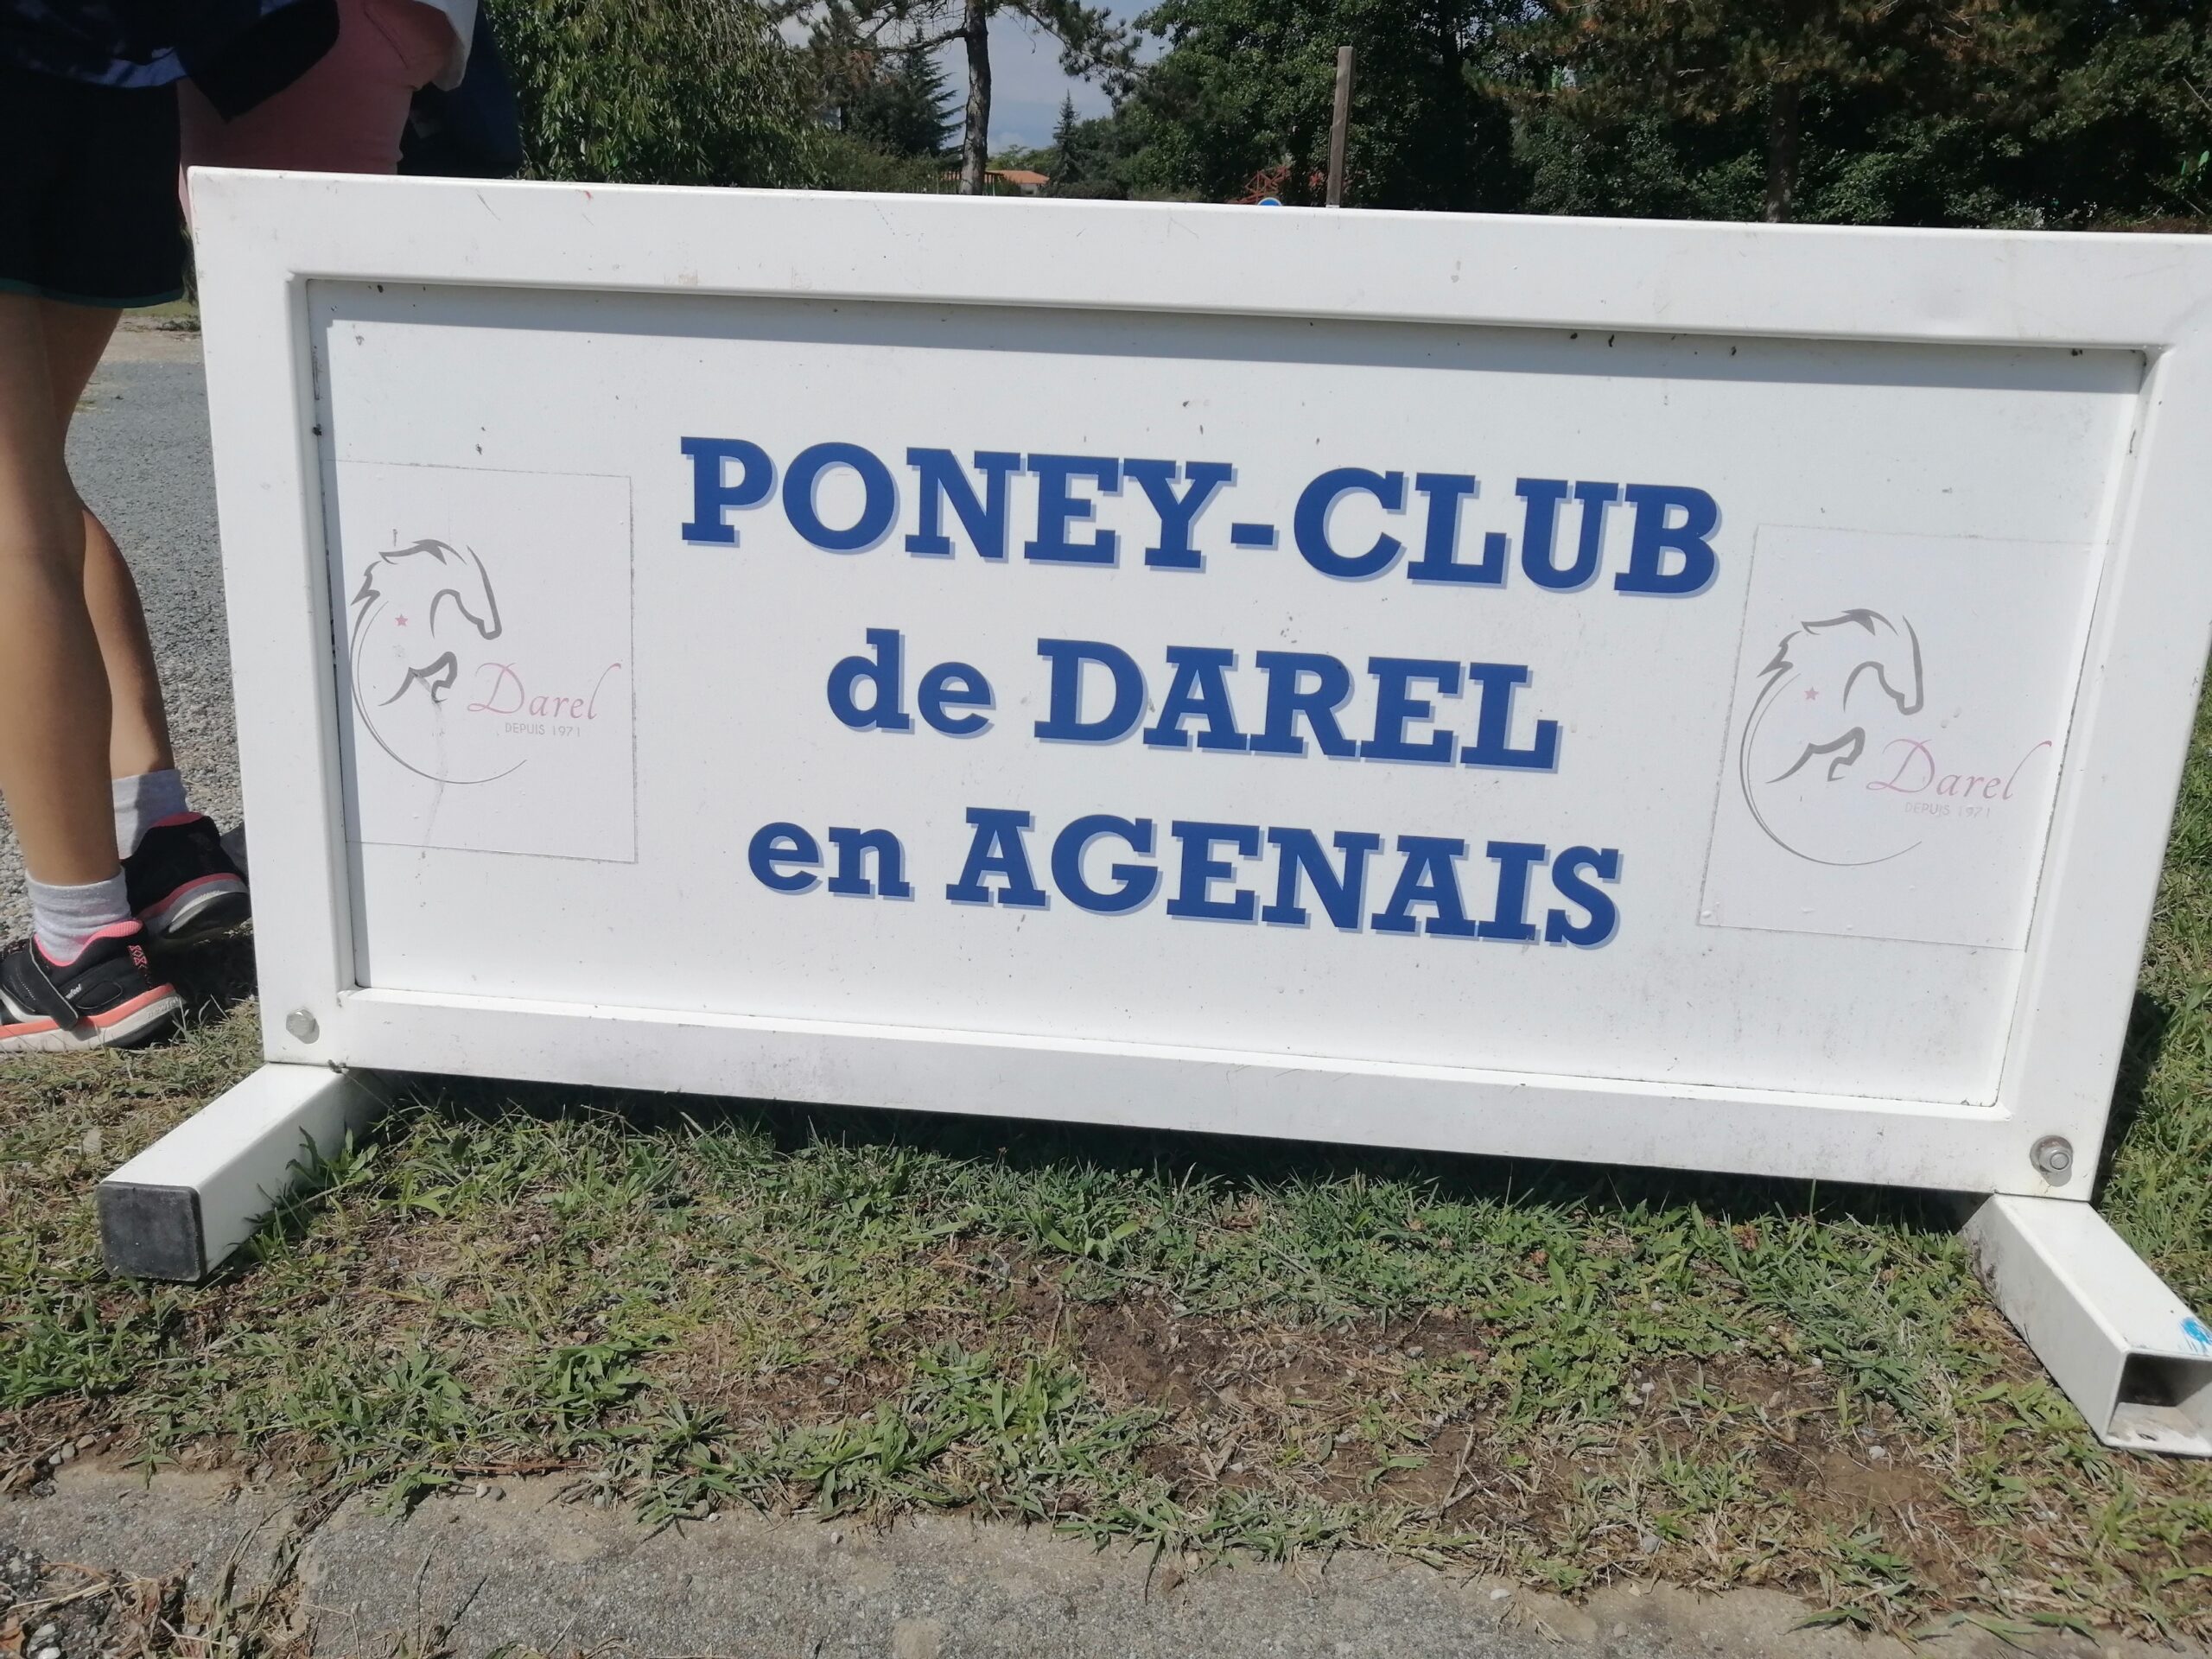 PONEY-CLUB
de DAREL
en AGENAIS
Darel
DEPUIS 1971
Darel
DEPUIS 1971